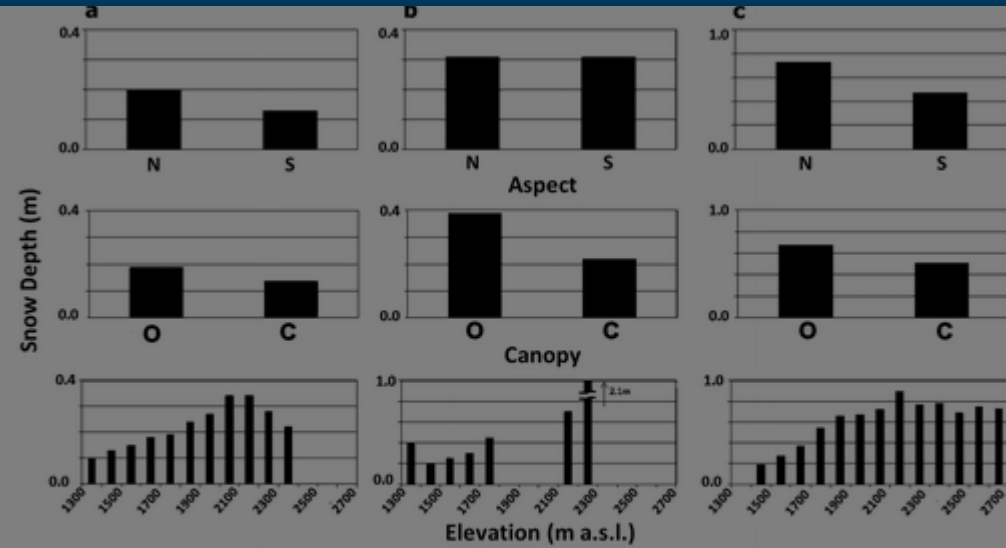 a b c
0.4 0.4 1.0
0.0 0.0 0.0
N S N S N S
Aspect
Snow Depth (m)
0.4 0.4 1.0
0.0 0.0 0.0
O C O C O C
Canopy
0.4 1.0 1.0
2.1m
0.0 0.0 0.0
1300 1500 1700 1900 2100 2300 2500 2700 1300 1500 1700 1900 2100 2300 2500 2700 1300 1500 1700 1900 2100 2300 2500 2700
Elevation (m a.s.l.)